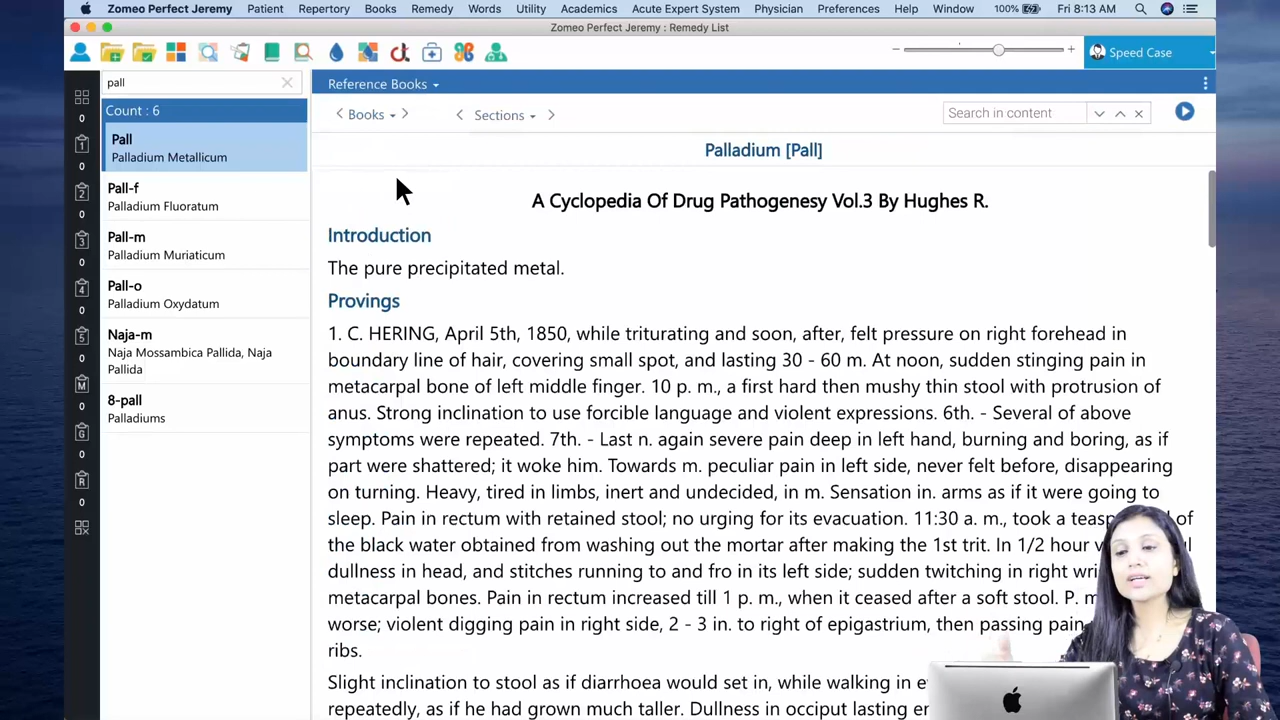 Zomeo Perfect Jeremy Patient Repertory Books Remedy Words Utility Academics Acute Expert System Physician Preferences Help Window 100% Fri 8:13 AM
Zomeo Perfect Jeremy : Remedy List
Speed Case
pall
Reference Books
Count : 6
Books Sections Search in content
Pall
Palladium Metallicum
Pall-f
Palladium Fluoratum
Pall-m
Palladium Muriaticum
Pall-o
Palladium Oxydatum
Naja-m
Naja Mossambica Pallida, Naja
Pallida
8-pall
Palladiums
0
1
0
2
0
3
0
4
0
5
0
M
0
G
0
R
0
Palladium [Pall]
A Cyclopedia Of Drug Pathogenesy Vol.3 By Hughes R.
Introduction
The pure precipitated metal.
Provings
1. C. HERING, April 5th, 1850, while triturating and soon, after, felt pressure on right forehead in
boundary line of hair, covering small spot, and lasting 30 - 60 m. At noon, sudden stinging pain in
metacarpal bone of left middle finger. 10 p. m., a first hard then mushy thin stool with protrusion of
anus. Strong inclination to use forcible language and violent expressions. 6th. - Several of above
symptoms were repeated. 7th. - Last n. again severe pain deep in left hand, burning and boring, as if
part were shattered; it woke him. Towards m. peculiar pain in left side, never felt before, disappearing
on turning. Heavy, tired in limbs, inert and undecided, in m. Sensation in. arms as if it were going to
sleep. Pain in rectum with retained stool; no urging for its evacuation. 11:30 a. m., took a of
the black water obtained from washing out the mortar after making the 1st trit. In 1/2 hour
dullness in head, and stitches running to and fro in its left side; sudden twitching in right
metacarpal bones. Pain in rectum increased till 1 p. m., when it ceased after a soft stool. P.
worse; violent digging pain in right side, 2 - 3 in. to right of epigastrium, then passing
ribs.
Slight inclination to stool as if diarrhoea would set in, while walking in
repeatedly, as if he had grown much taller. Dullness in occiput lasting